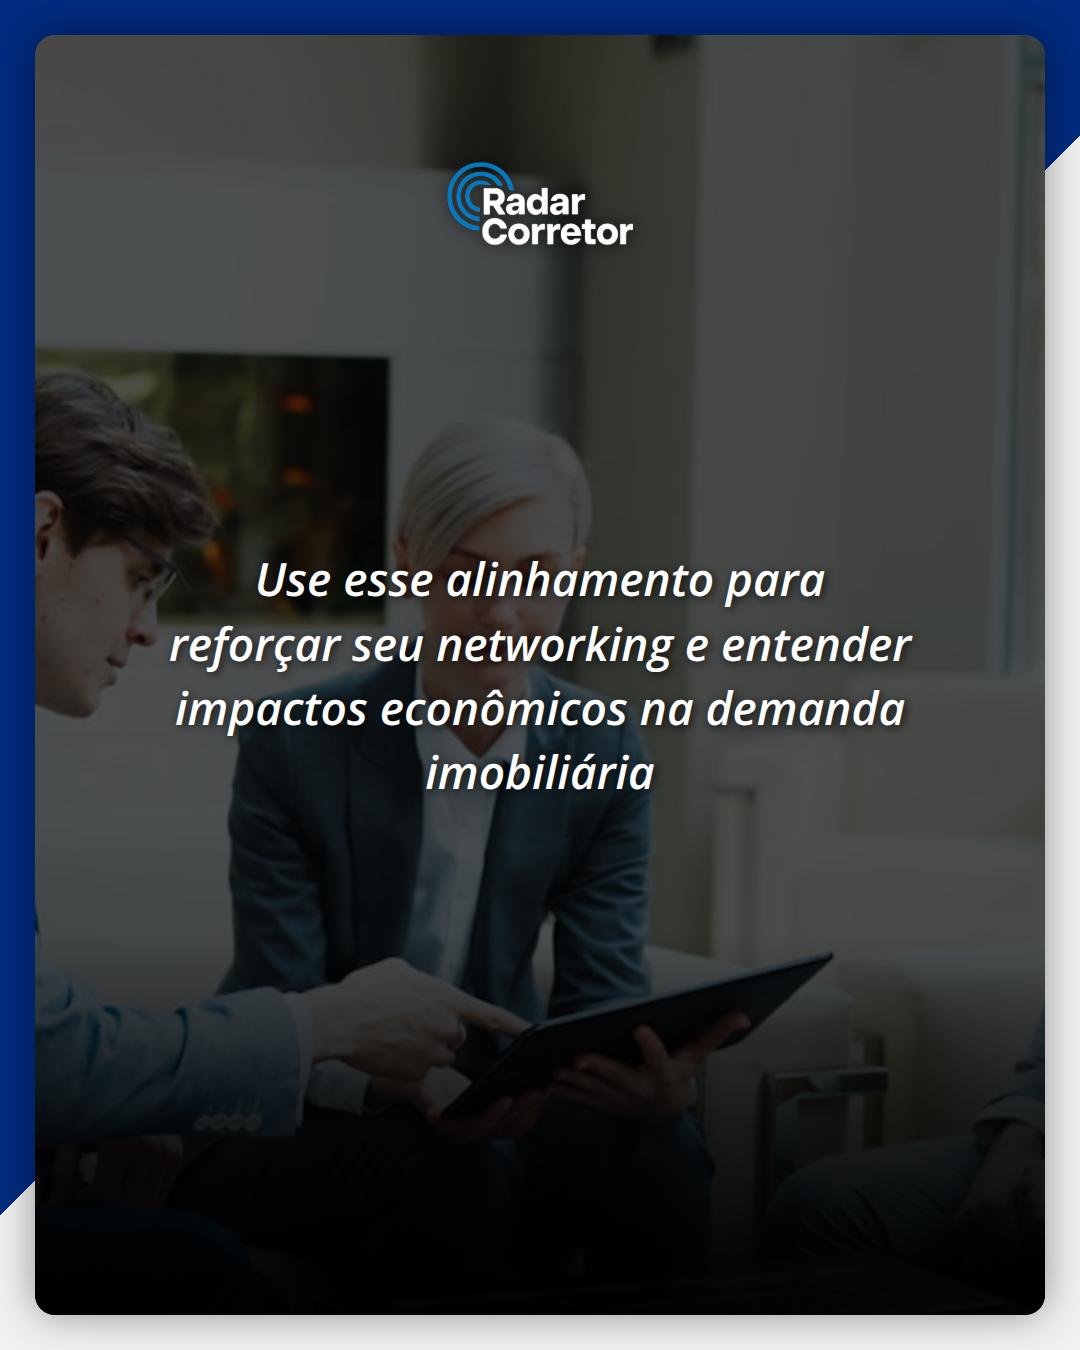 Radar
Corretor
Use esse alinhamento para
reforçar seu networking e entender
impactos econômicos na demanda
imobiliária